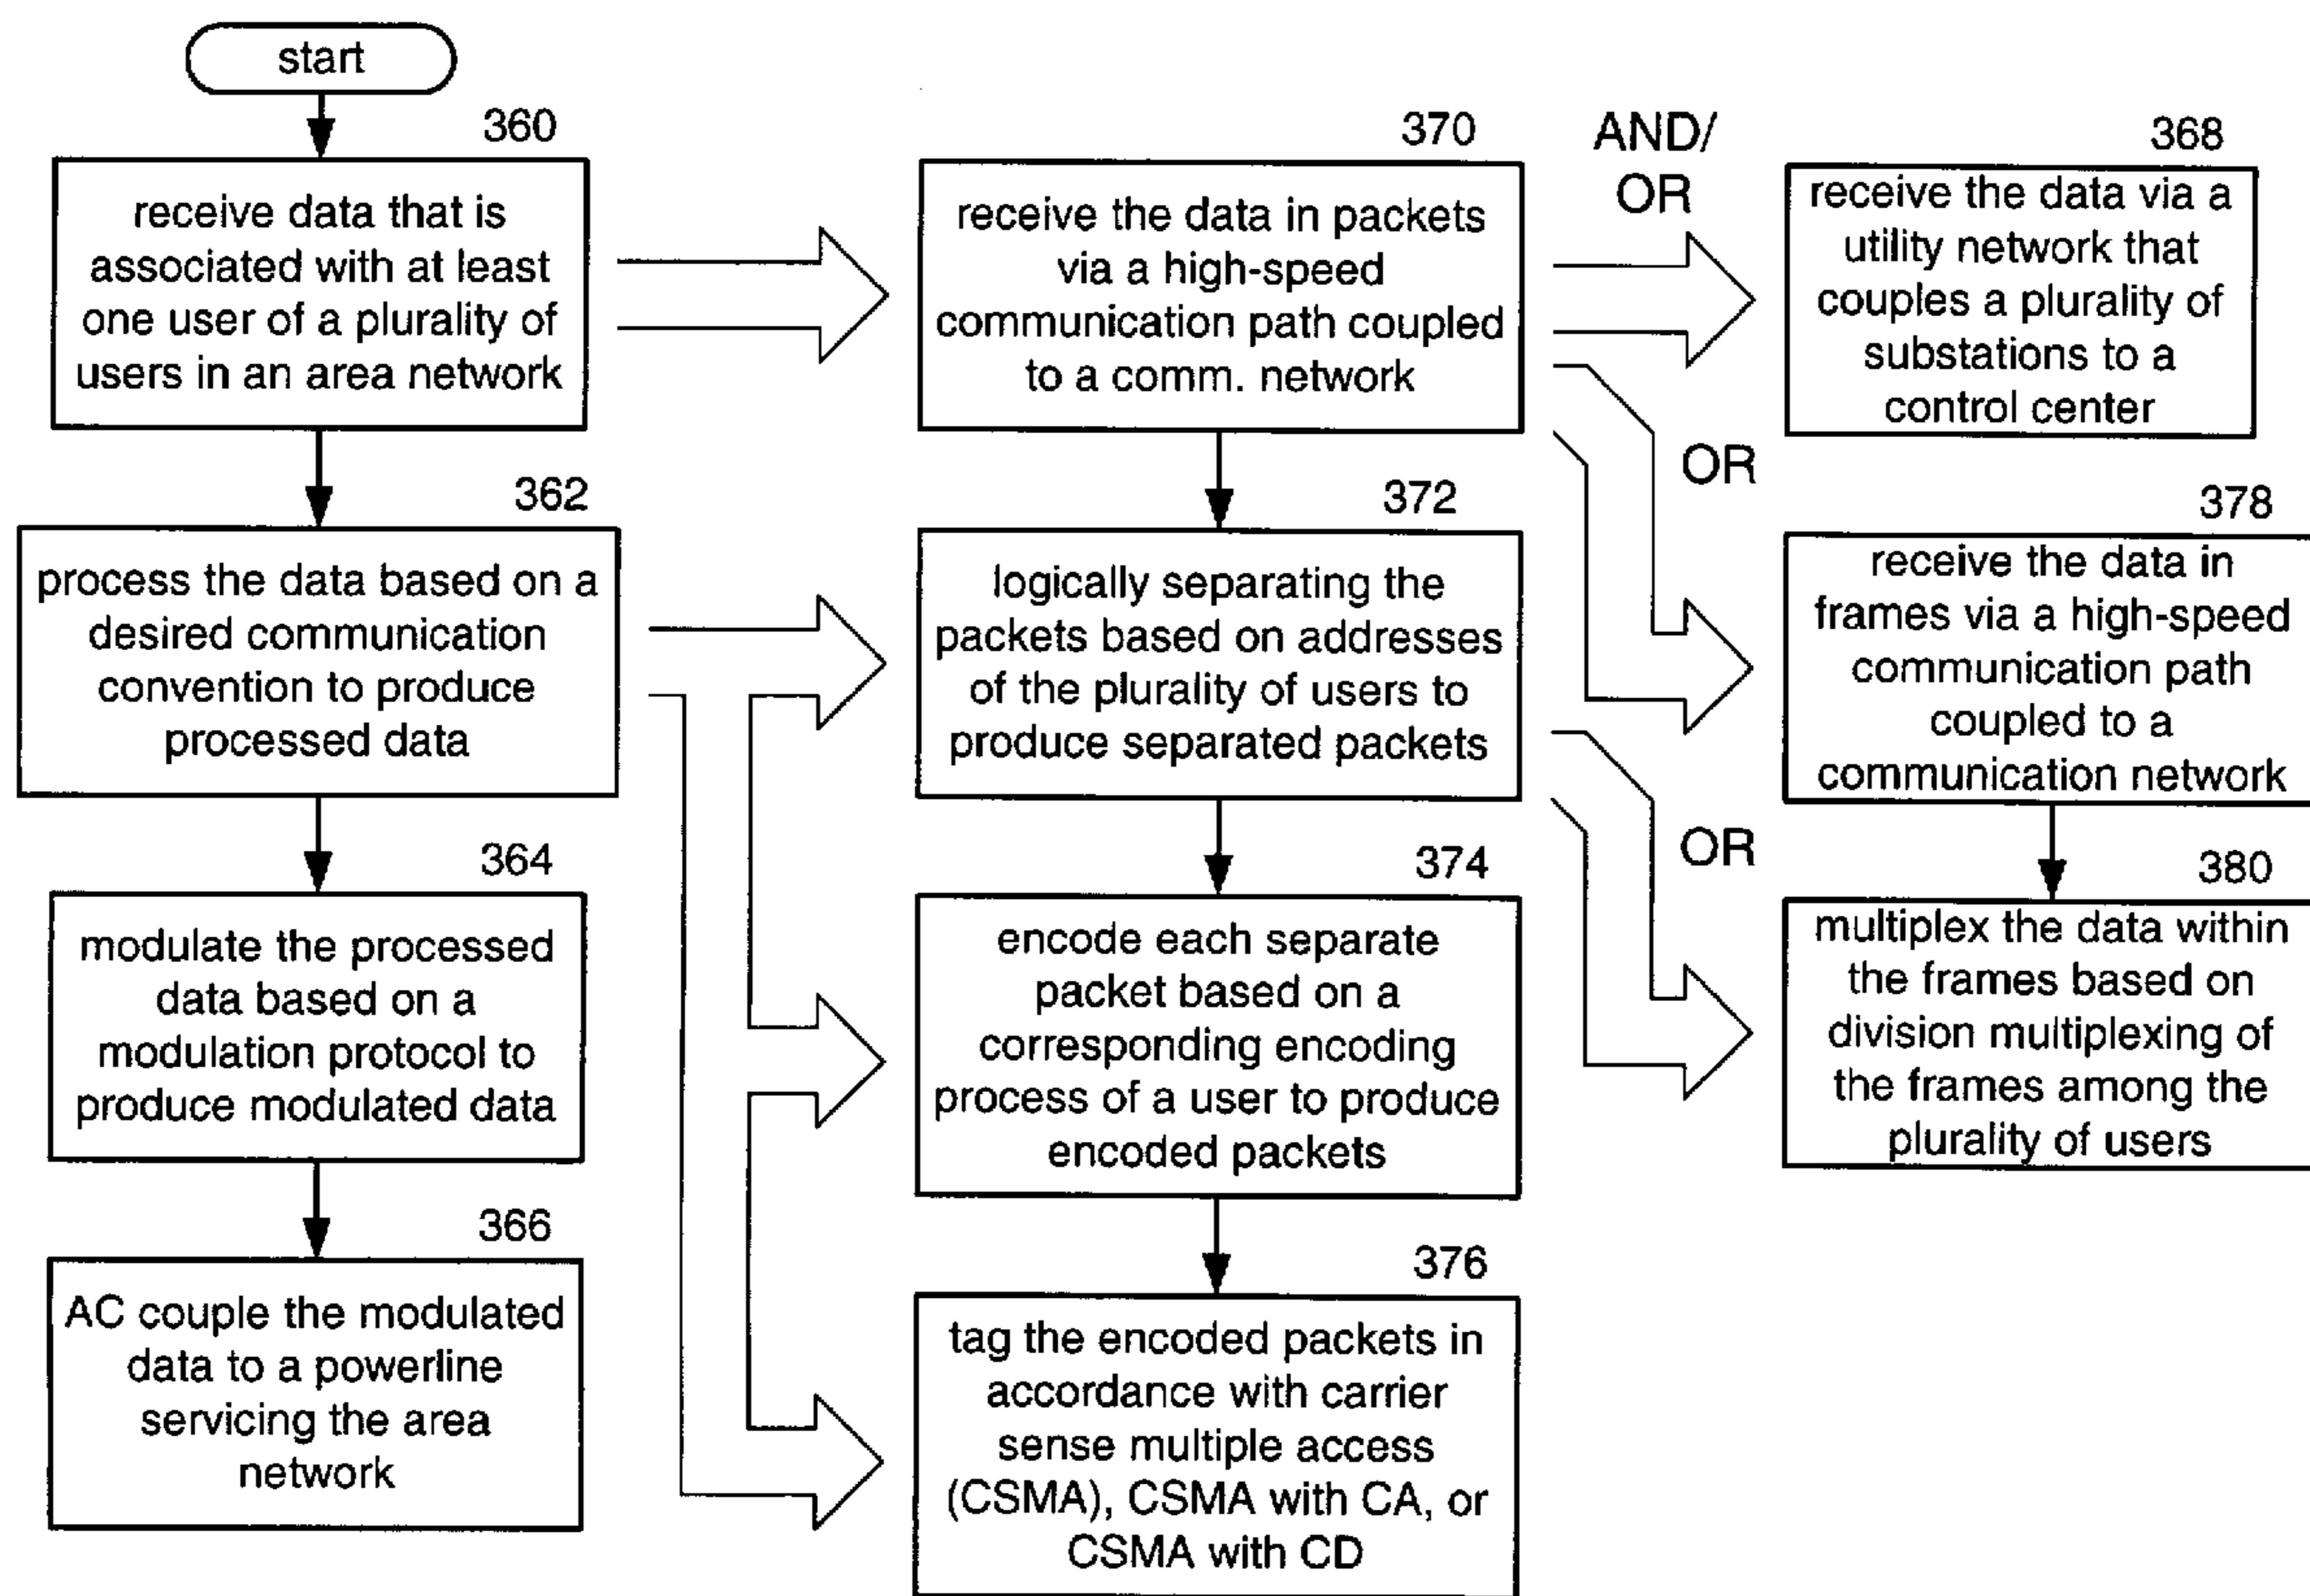 start
360
receive data that is
associated with at least
one user of a plurality of
users in an area network
362
process the data based on a
desired communication
convention to produce
processed data
364
modulate the processed
data based on a
modulation protocol to
produce modulated data
366
AC couple the modulated
data to a powerline
servicing the area
network
370
receive the data in packets
via a high-speed
communication path coupled
to a comm. network
372
logically separating the
packets based on addresses
of the plurality of users to
produce separated packets
374
encode each separate
packet based on a
corresponding encoding
process of a user to produce
encoded packets
376
tag the encoded packets in
accordance with carrier
sense multiple access
(CSMA), CSMA with CA, or
CSMA with CD
AND/
OR
368
receive the data via a
utility network that
couples a plurality of
substations to a
control center
OR
378
receive the data in
frames via a high-speed
communication path
coupled to a
communication network
OR
380
multiplex the data within
the frames based on
division multiplexing of
the frames among the
plurality of users